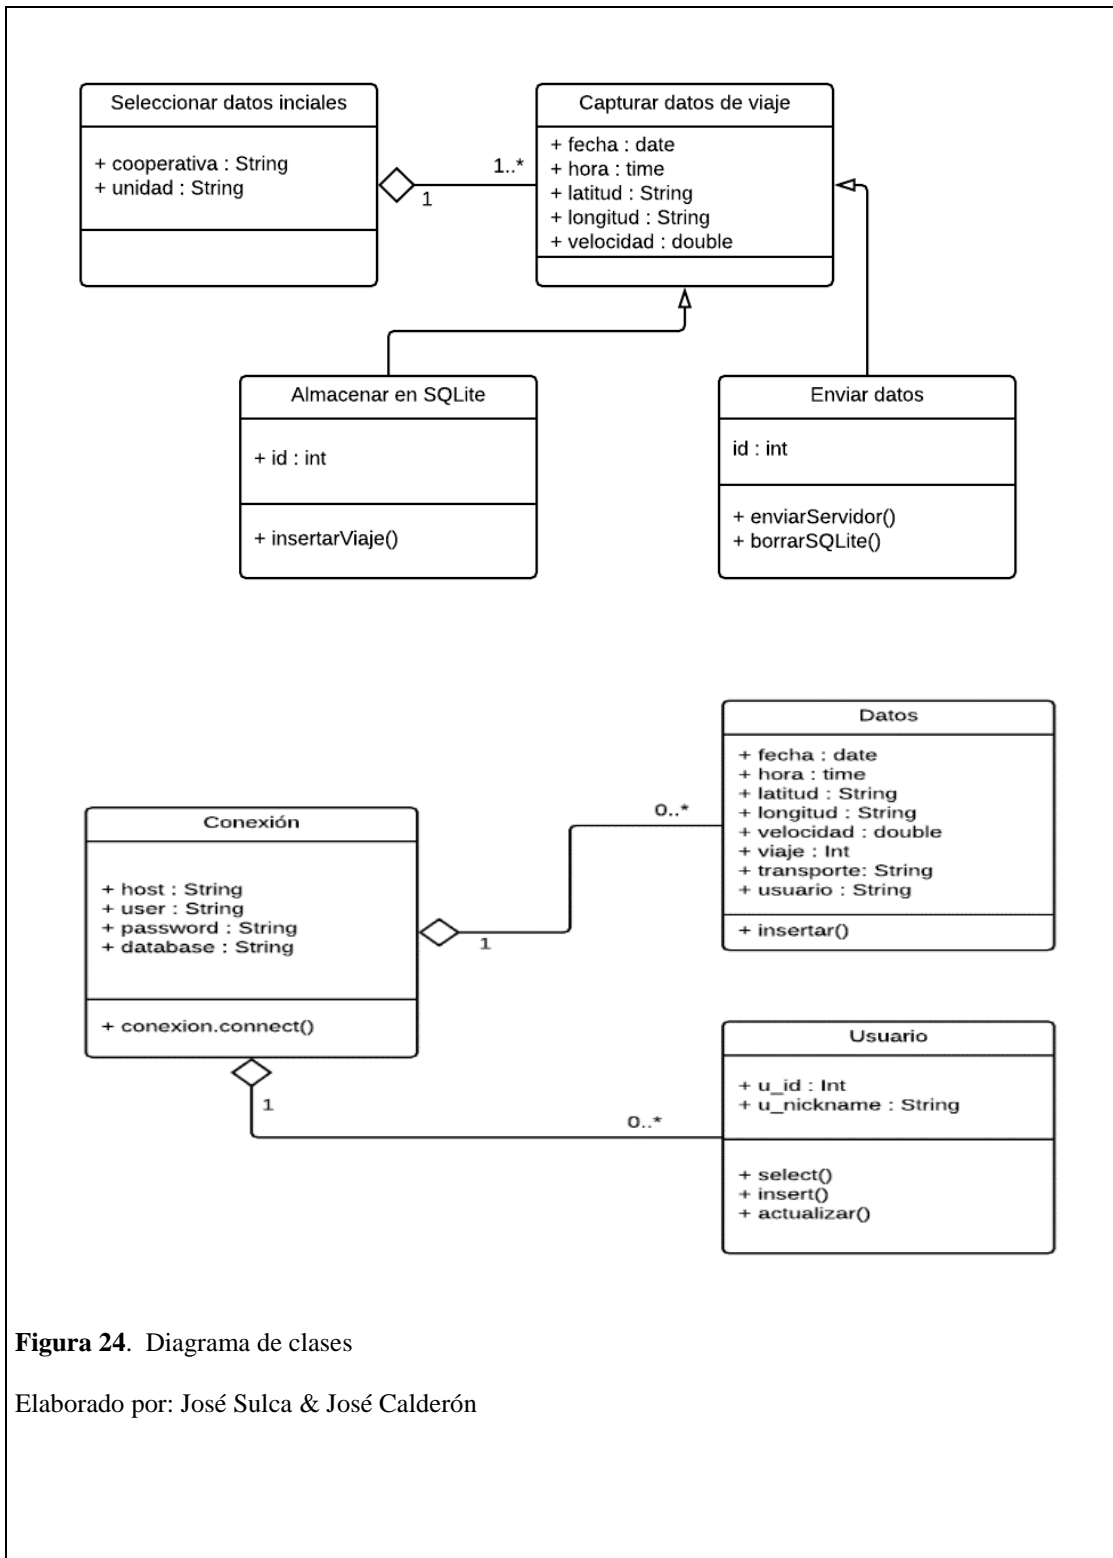 Seleccionar datos inciales
+ cooperativa : String
+ unidad : String
1
1..*
Capturar datos de viaje
+ fecha : date
+ hora : time
+ latitud : String
+ longitud : String
+ velocidad : double
Almacenar en SQLite
+ id : int
+ insertarViaje()
Enviar datos
id : int
+ enviarServidor()
+ borrarSQLite()
Conexión
+ host : String
+ user : String
+ password : String
+ database : String
+ conexion.connect()
1
0..*
Datos
+ fecha : date
+ hora : time
+ latitud : String
+ longitud : String
+ velocidad : double
+ viaje : Int
+ transporte: String
+ usuario : String
+ insertar()
1
0..*
Usuario
+ u_id : Int
+ u_nickname : String
+ select()
+ insert()
+ actualizar()
Figura 24.  Diagrama de clases
Elaborado por: José Sulca & José Calderón